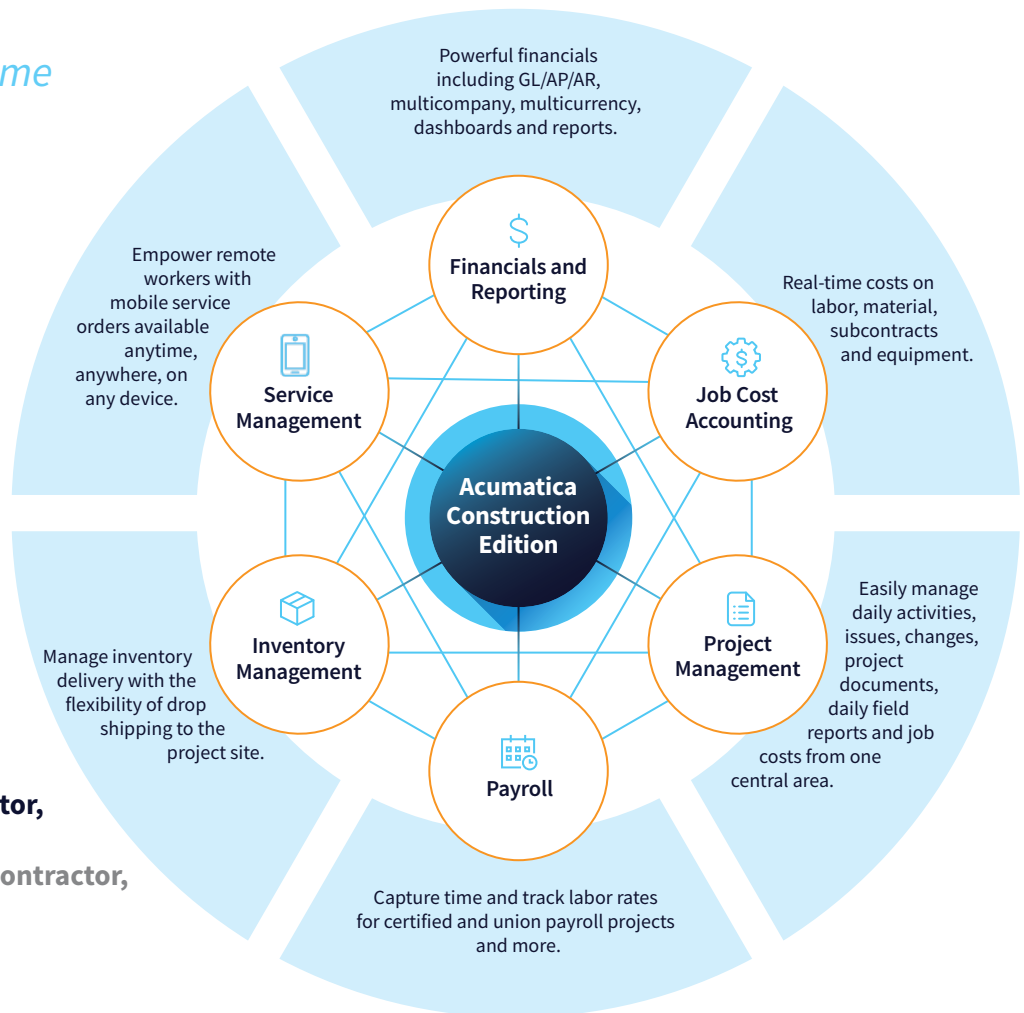 me
Powerful financials
including GL/AP/AR,
multicompany, multicurrency,
dashboards and reports.
Financials and
Reporting
Empower remote
workers with
mobile service
orders available
anytime,
anywhere, on
any device.
Service
Management
Real-time costs on
labor, material,
subcontracts
and equipment.
Job Cost
Accounting
Acumatica
Construction
Edition
Manage inventory
delivery with the
flexibility of drop
shipping to the
project site.
Inventory
Management
Easily manage
daily activities,
issues, changes,
project
documents,
daily field
reports and job
costs from one
central area.
Project
Management
Payroll
Capture time and track labor rates
for certified and union payroll projects
and more.
tor,
ontractor,